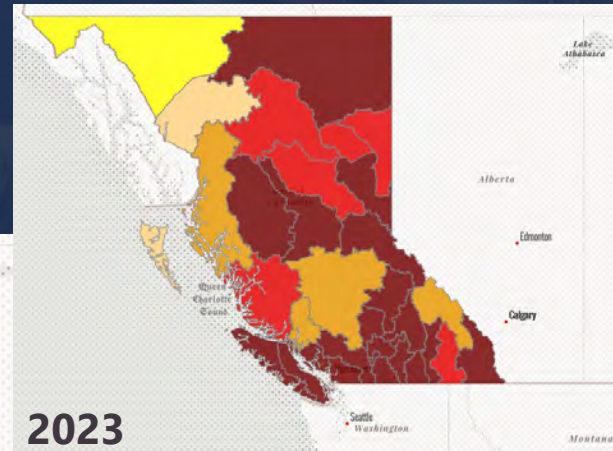 Lake
Athabasca
Alberta
Edmonton
Queen
Charlotte
Sound
Calgary
2023
Seattle
Washington
Montana